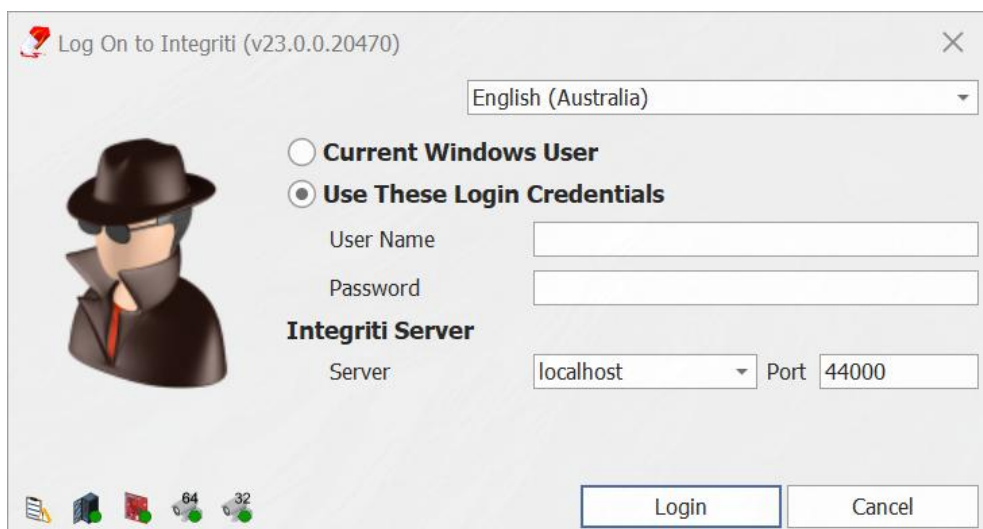 Log On to Integriti (v23.0.0.20470)
English (Australia)
Current Windows User
Use These Login Credentials
User Name
Password
Integriti Server
Server localhost Port 44000
64 32
Login Cancel